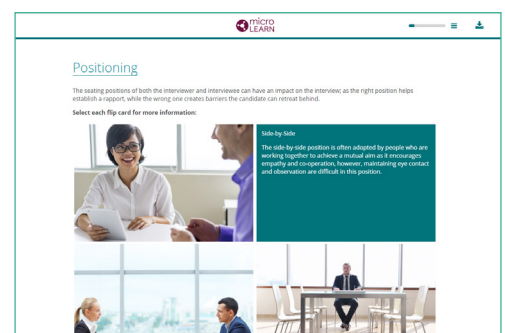 micro
LEARN
Positioning
The seating positions of both the interviewer and interviewee can have an impact on the interview; as the right position helps
establish a rapport, while the wrong one creates barriers the candidate can retreat behind.
Select each flip card for more information:
Side-by-Side
The side-by-side position is often adopted by people who are
working together to achieve a mutual aim as it encourages
empathy and co-operation, however, maintaining eye contact
and observation are difficult in this position.